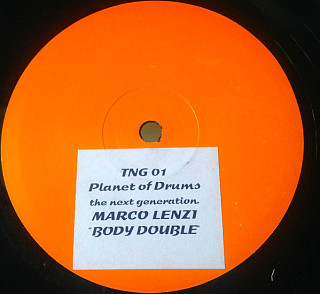 TNG 01
Planet of Drums
the next generation.
MARCO LENZI
"BODY DOUBLE"